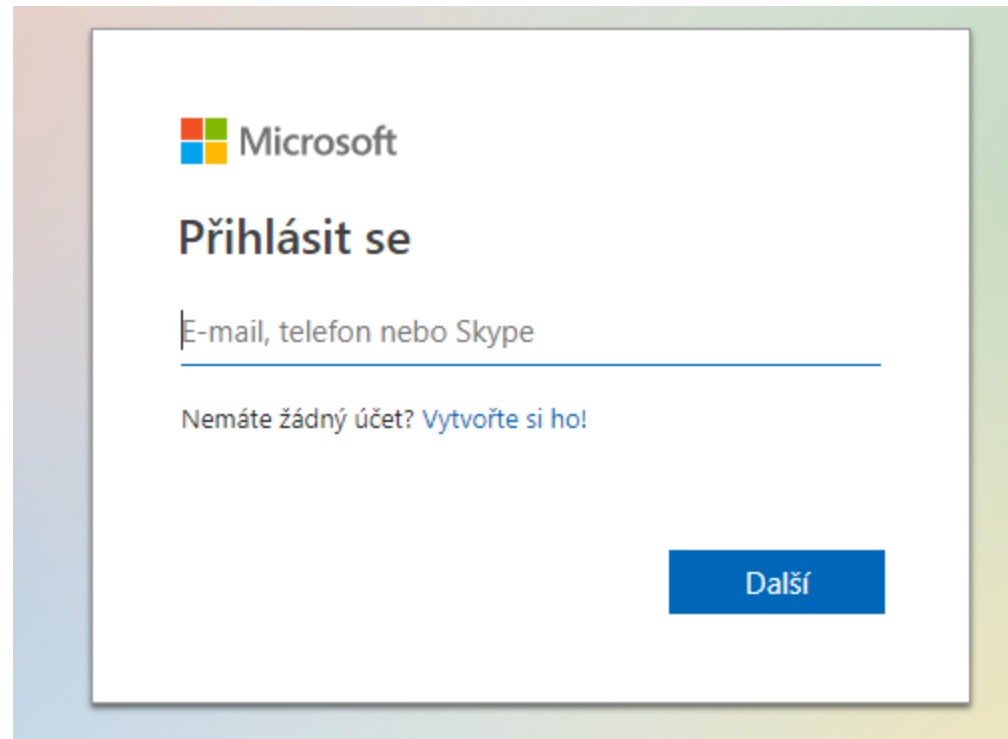 Microsoft
Přihlásit se
E-mail, telefon nebo Skype
Nemáte žádný účet? Vytvořte si ho!
Další